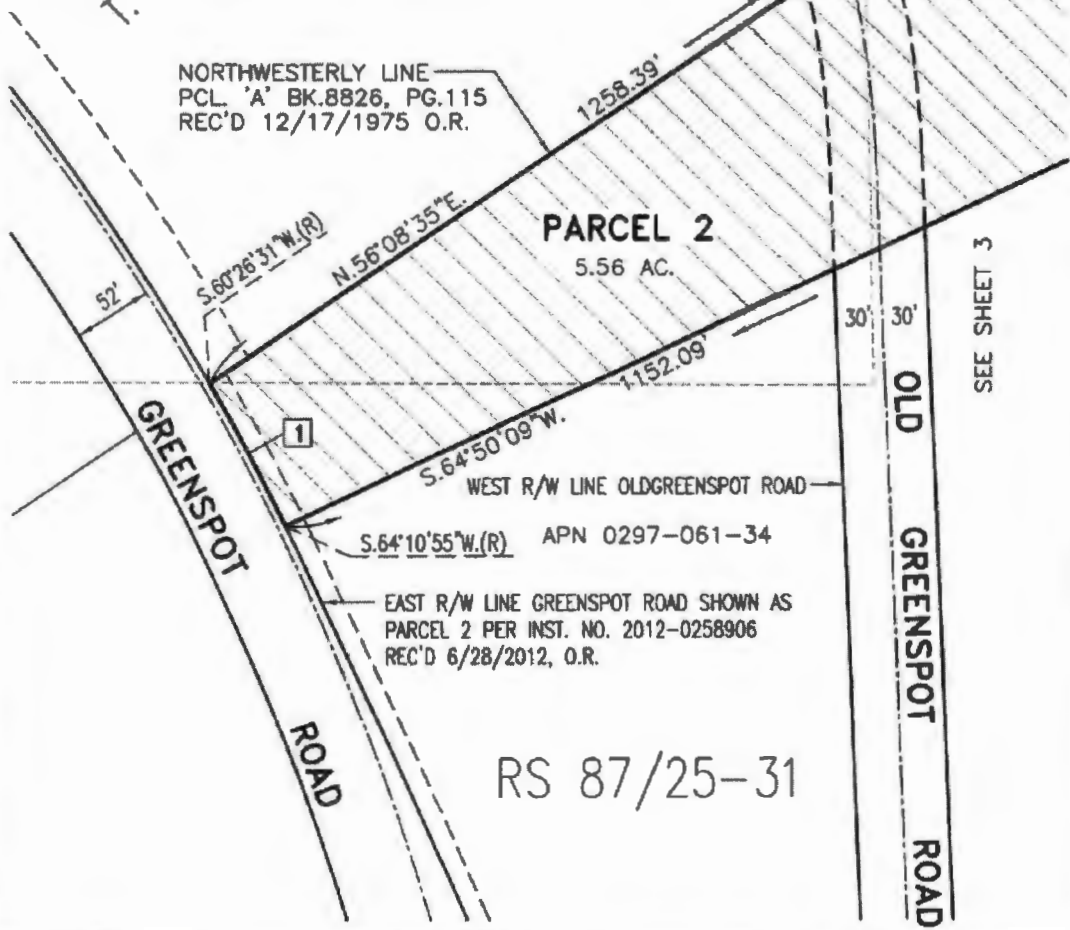 T.
NORTHWESTERLY LINE
PCL. 'A' BK.8826, PG.115
REC'D 12/17/1975 O.R.
1258.39'
S.60°26'31"W.(R)
N.56°08'35"E.
PARCEL 2
5.56 AC.
52'
30'
30'
SEE SHEET 3
1152.09'
S.64°50'09"W.
1
WEST R/W LINE OLDGREENSPOT ROAD
S.64°10'55"W.(R)
APN 0297-061-34
EAST R/W LINE GREENSPOT ROAD SHOWN AS
PARCEL 2 PER INST. NO. 2012-0258906
REC'D 6/28/2012, O.R.
GREENSPOT
ROAD
OLD
GREENSPOT
ROAD
RS 87/25-31